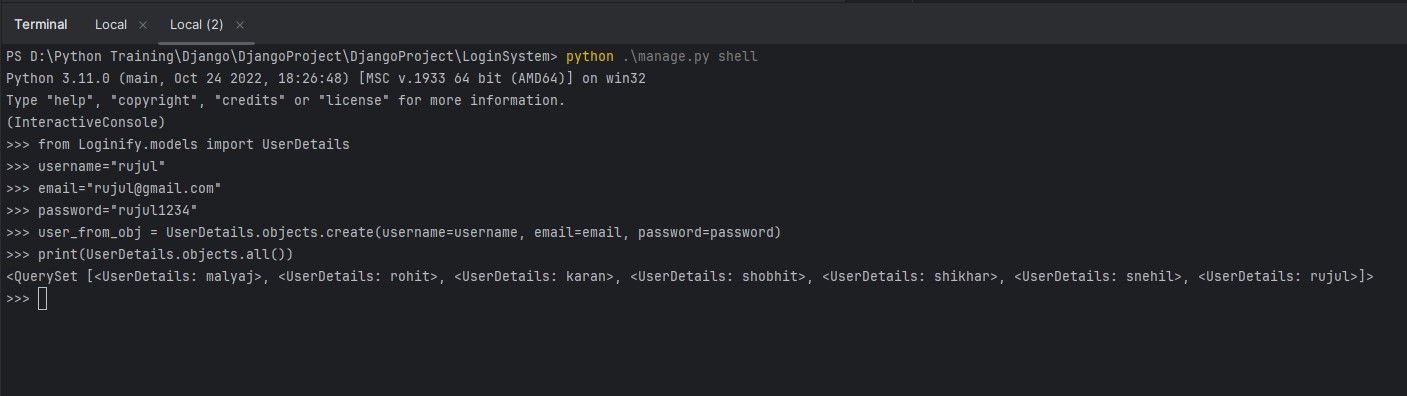 Terminal Local × Local (2) ×
PS D:\Python Training\Django\DjangoProject\DjangoProject\LoginSystem> python .\manage.py shell
Python 3.11.0 (main, Oct 24 2022, 18:26:48) [MSC v.1933 64 bit (AMD64)] on win32
Type "help", "copyright", "credits" or "license" for more information.
(InteractiveConsole)
>>> from Loginify.models import UserDetails
>>> username="rujul"
>>> email="rujul@gmail.com"
>>> password="rujul1234"
>>> user_from_obj = UserDetails.objects.create(username=username, email=email, password=password)
>>> print(UserDetails.objects.all())
<QuerySet [<UserDetails: malyaj>, <UserDetails: rohit>, <UserDetails: karan>, <UserDetails: shobhit>, <UserDetails: shikhar>, <UserDetails: snehil>, <UserDetails: rujul>]>
>>>